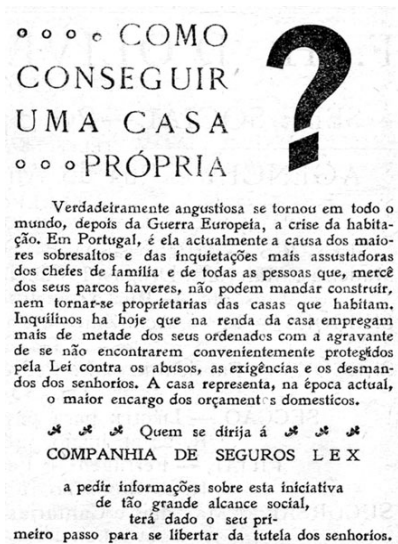 COMO
CONSEGUIR
UMA CASA
PRÓPRIA
?
Verdadeiramente angustiosa se tornou em todo o
mundo, depois da Guerra Europeia, a crise da habita-
ção. Em Portugal, é ela actualmente a causa dos maio-
res sobresaltos e das inquietações mais assustadoras
dos chefes de familia e de todas as pessoas que, mercê
dos seus parcos haveres, não podem mandar construir,
nem tornar-se proprietarias das casas que habitam.
Inquilinos ha hoje que na renda da casa empregam
mais de metade dos seus ordenados com a agravante
de se não encontrarem convenientemente protegidos
pela Lei contra os abusos, as exigências e os desman-
dos dos senhorios. A casa representa, na época actual,
o maior encargo dos orçamentos domesticos.
Quem se dirija á
COMPANHIA DE SEGUROS LEX
a pedir informações sobre esta iniciativa
de tão grande alcance social,
terá dado o seu pri-
meiro passo para se libertar da tutela dos senhorios.